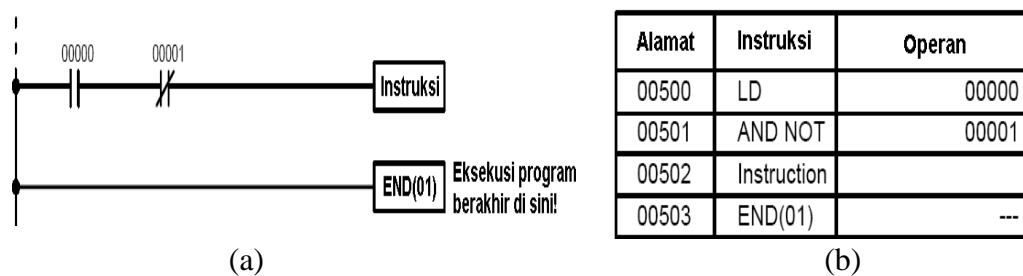 00000 00001
Instruksi
END(01) Eksekusi program
berakhir di sini!
(a)
Alamat Instruksi Operan
00500 LD 00000
00501 AND NOT 00001
00502 Instruction
00503 END(01) ---
(b)